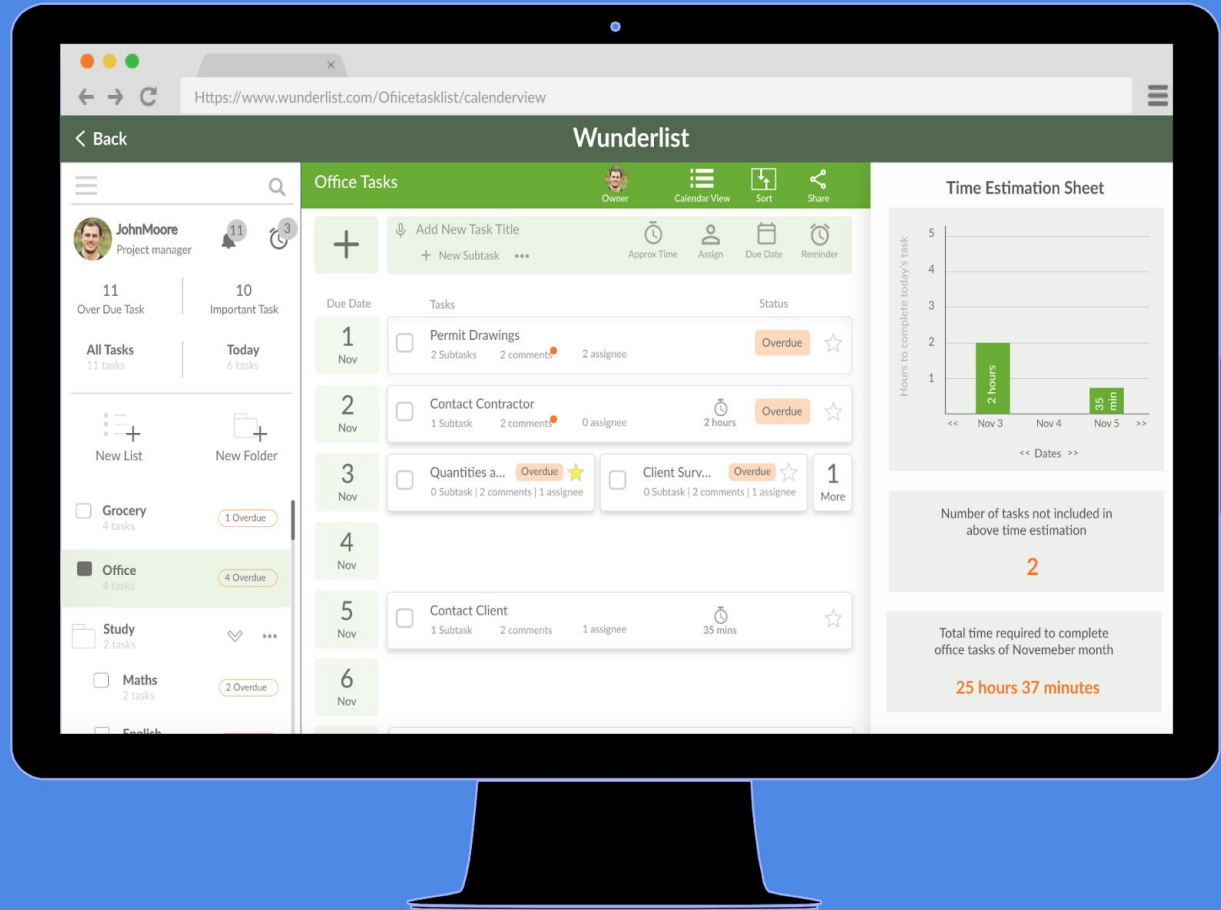 ×
Https://www.wunderlist.com/Ofiicetasklist/calenderview
< Back
Wunderlist
JohnMoore
Project manager
11
3
11
Over Due Task
10
Important Task
All Tasks
11 tasks
Today
6 tasks
New List
New Folder
Grocery
4 tasks
1 Overdue
Office
4 tasks
4 Overdue
Study
2 tasks
Maths
2 tasks
2 Overdue
English
Office Tasks
Owner
Calendar View
Sort
Share
Add New Task Title
+ New Subtask •••
Approx Time
Assign
Due Date
Reminder
Due Date
Tasks
Status
1
Nov
Permit Drawings
2 Subtasks 2 comments 2 assignee
Overdue
2
Nov
Contact Contractor
1 Subtask 2 comments 0 assignee
2 hours
Overdue
3
Nov
Quantities a... Overdue
0 Subtask | 2 comments | 1 assignee
Client Surv... Overdue
0 Subtask | 2 comments | 1 assignee
1
More
4
Nov
5
Nov
Contact Client
1 Subtask 2 comments 1 assignee
35 mins
6
Nov
Time Estimation Sheet
Hours to complete today's task
5
4
3
2
1
2 hours
35 min
<< Nov 3 Nov 4 Nov 5 >>
<< Dates >>
Number of tasks not included in
above time estimation
2
Total time required to complete
office tasks of Novemeber month
25 hours 37 minutes